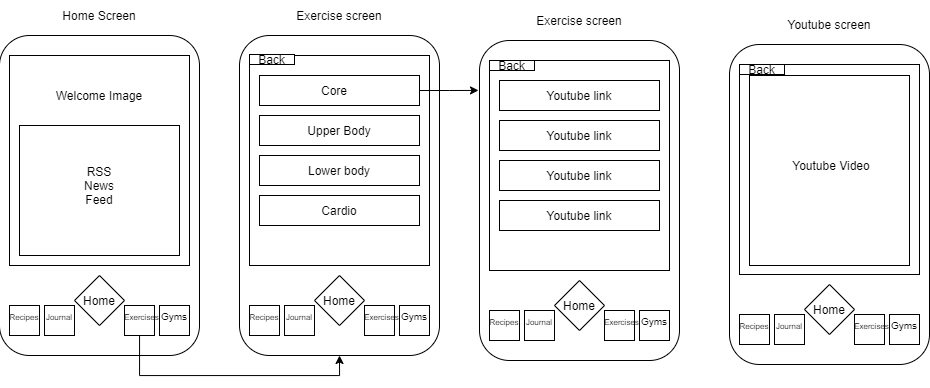 Home Screen
Welcome Image
RSS
News
Feed
Home
Recipes
Journal
Exercises
Gyms
Exercise screen
Back
Core
Upper Body
Lower body
Cardio
Home
Recipes
Journal
Exercises
Gyms
Exercise screen
Back
Youtube link
Youtube link
Youtube link
Youtube link
Home
Recipes
Journal
Exercises
Gyms
Youtube screen
Back
Youtube Video
Home
Recipes
Journal
Exercises
Gyms